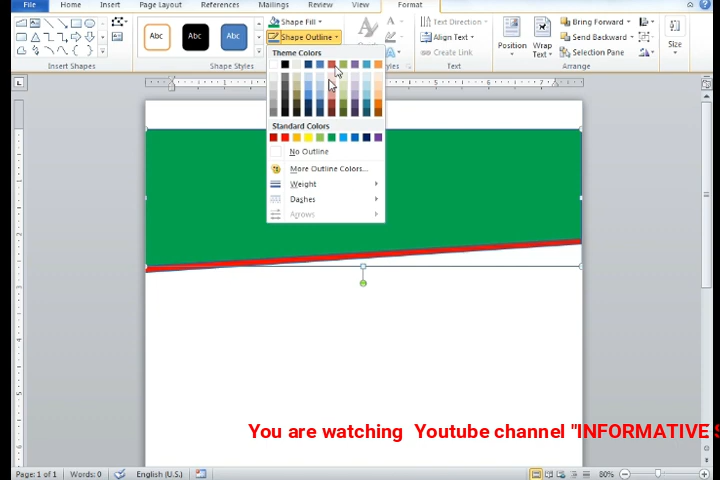 File Home Insert Page Layout References Mailings Review View Format
Abc Abc Abc
Shape Fill
Shape Outline
Text Direction
Align Text
Create Link
Position
Wrap Text
Bring Forward
Send Backward
Selection Pane
Size
Insert Shapes Shape Styles Arrange
Theme Colors
Standard Colors
No Outline
More Outline Colors...
Weight
Dashes
Arrows
You are watching Youtube channel "INFORMATIVE S
Page: 1 of 1 Words: 0 English (U.S.) 80%